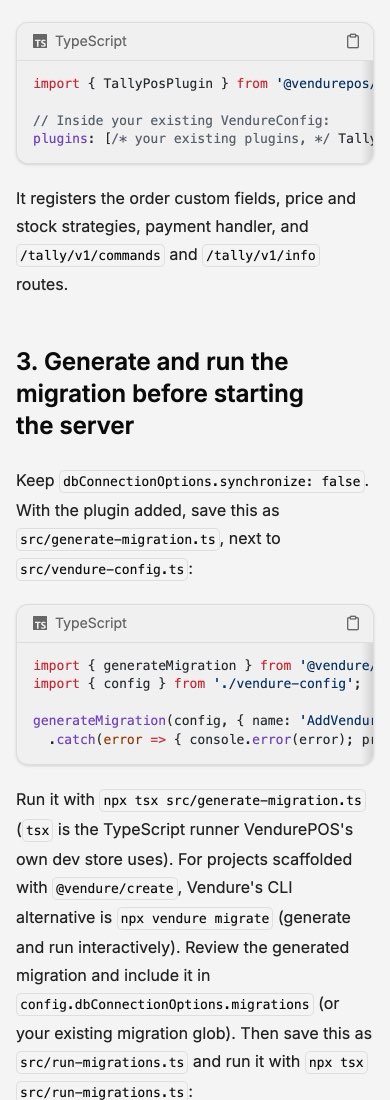 TS TypeScript
import { TallyPosPlugin } from '@vendurepos/
// Inside your existing VendureConfig:
plugins: [/* your existing plugins, */ Tally
It registers the order custom fields, price and
stock strategies, payment handler, and
/tally/v1/commands and /tally/v1/info
routes.
3. Generate and run the
migration before starting
the server
Keep dbConnectionOptions.synchronize: false.
With the plugin added, save this as
src/generate-migration.ts, next to
src/vendure-config.ts:
TS TypeScript
import { generateMigration } from '@vendure/
import { config } from './vendure-config';
generateMigration(config, { name: 'AddVendur
.catch(error => { console.error(error); pr
Run it with npx tsx src/generate-migration.ts
(tsx is the TypeScript runner VendurePOS's
own dev store uses). For projects scaffolded
with @vendure/create, Vendure's CLI
alternative is npx vendure migrate (generate
and run interactively). Review the generated
migration and include it in
config.dbConnectionOptions.migrations (or
your existing migration glob). Then save this as
src/run-migrations.ts and run it with npx tsx
src/run-migrations.ts: